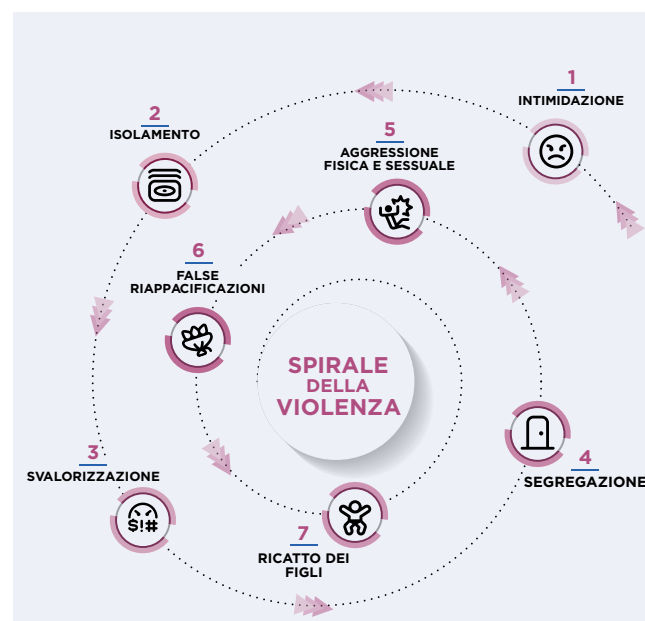 1
INTIMIDAZIONE
2
ISOLAMENTO
3
SVALORIZZAZIONE
$!#
4
SEGREGAZIONE
5
AGGRESSIONE
FISICA E SESSUALE
6
FALSE
RIAPPACIFICAZIONI
7
RICATTO DEI
FIGLI
SPIRALE
DELLA
VIOLENZA